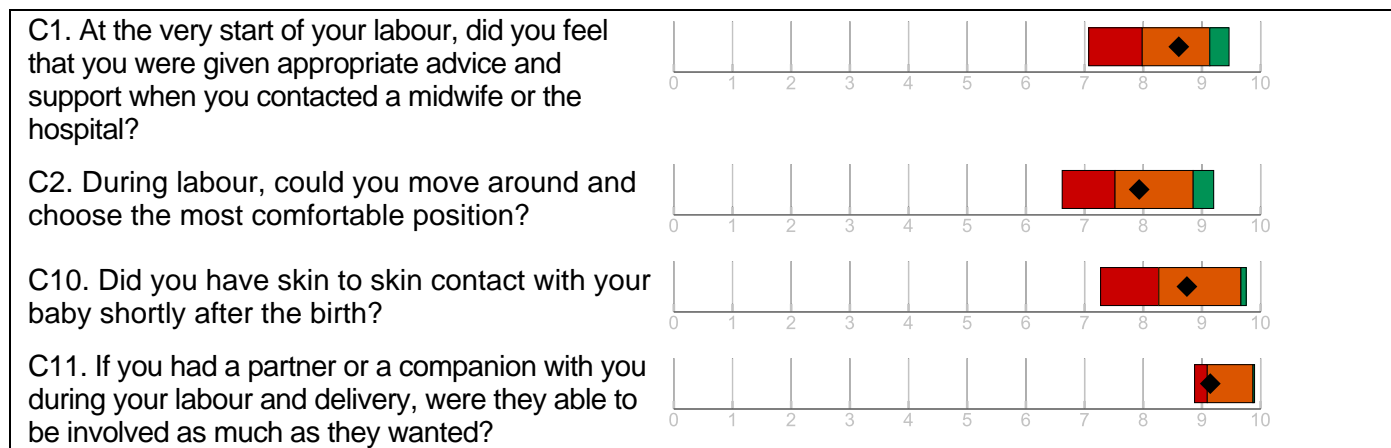 C1. At the very start of your labour, did you feel
that you were given appropriate advice and
support when you contacted a midwife or the
hospital?
0 1 2 3 4 5 6 7 8 9 10
C2. During labour, could you move around and
choose the most comfortable position?
0 1 2 3 4 5 6 7 8 9 10
C10. Did you have skin to skin contact with your
baby shortly after the birth?
0 1 2 3 4 5 6 7 8 9 10
C11. If you had a partner or a companion with you
during your labour and delivery, were they able to
be involved as much as they wanted?
0 1 2 3 4 5 6 7 8 9 10